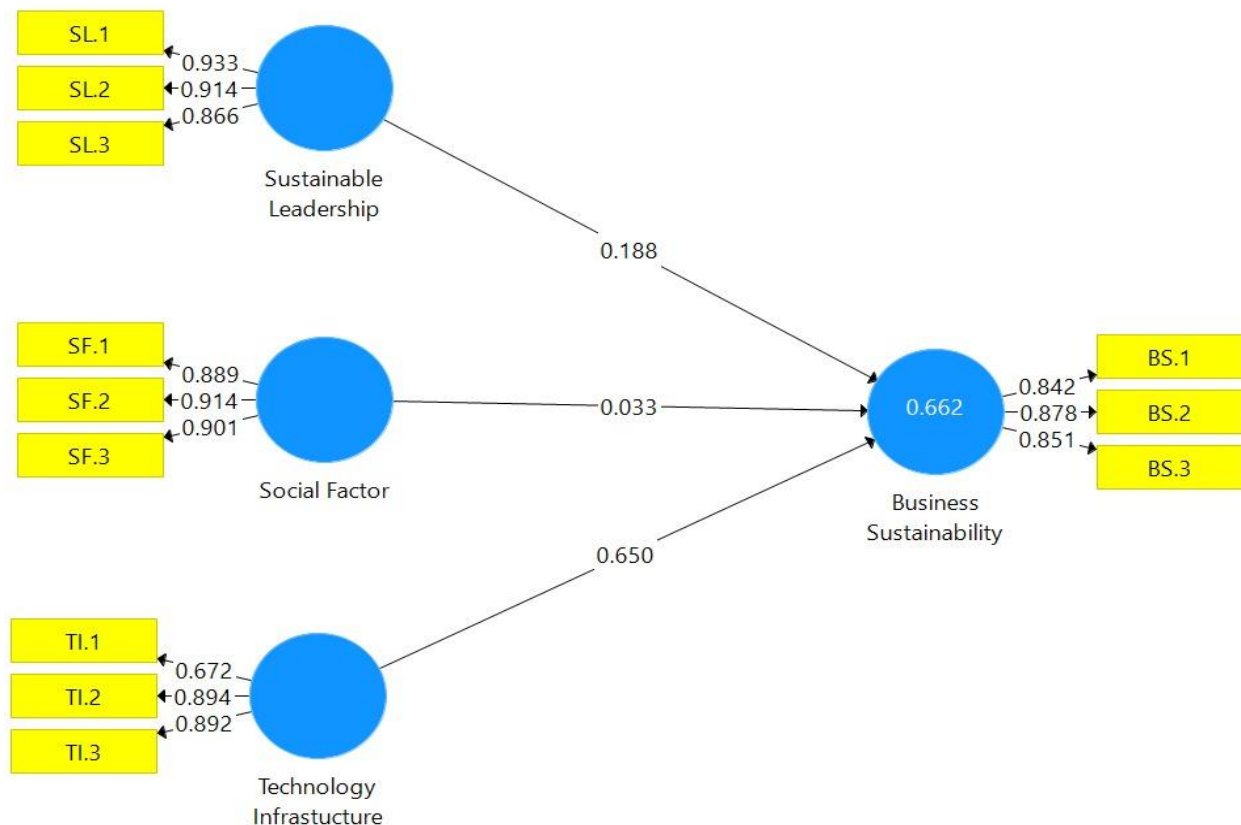 SL.1
0.933
SL.2
0.914
SL.3
0.866
Sustainable
Leadership
0.188
SF.1
0.889
SF.2
0.914
SF.3
0.901
Social Factor
0.033
0.662
BS.1
0.842
BS.2
0.878
BS.3
0.851
Business
Sustainability
0.650
TI.1
0.672
TI.2
0.894
TI.3
0.892
Technology
Infrastucture